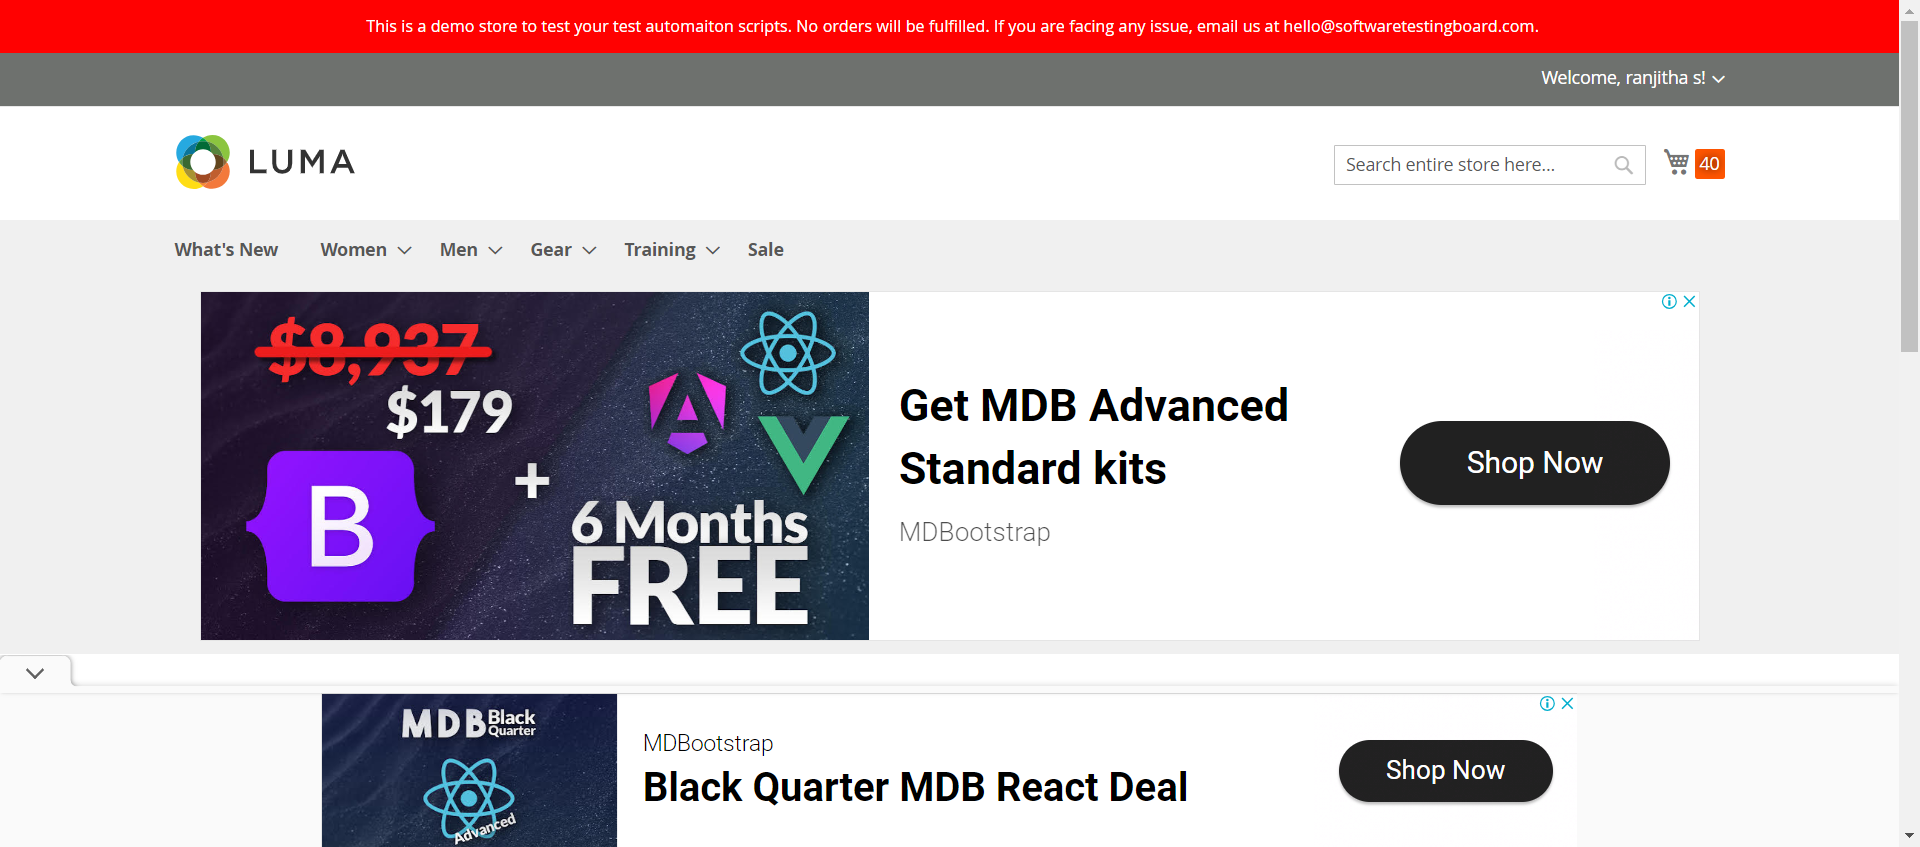 This is a demo store to test your test automaiton scripts. No orders will be fulfilled. If you are facing any issue, email us at hello@softwaretestingboard.com.
Welcome, ranjitha s!
LUMA
Search entire store here...
40
What's New Women Men Gear Training Sale
$8,937
$179
B
+
6 Months
FREE
Get MDB Advanced
Standard kits
MDBootstrap
Shop Now
MDB Black
Quarter
Advanced
MDBootstrap
Black Quarter MDB React Deal
Shop Now